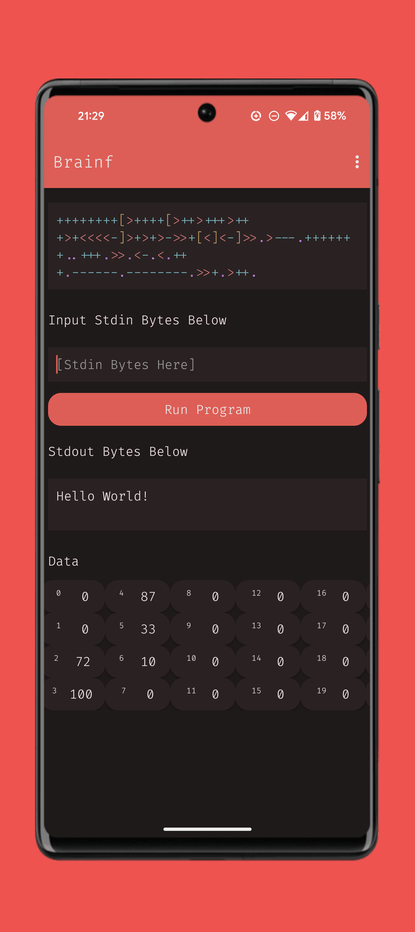 21:29 58%
Brainf
++++++++[>++++[>++>+++>++
+>+<<<<-]>+>+>->>+[<]<-]>>.>---.++++++
+..+++.>>.<-.<.++
+.------.--------.>>+.>++.
Input Stdin Bytes Below
[Stdin Bytes Here]
Run Program
Stdout Bytes Below
Hello World!
Data
0 0 4 87 8 0 12 0 16 0
1 0 5 33 9 0 13 0 17 0
2 72 6 10 10 0 14 0 18 0
3 100 7 0 11 0 15 0 19 0